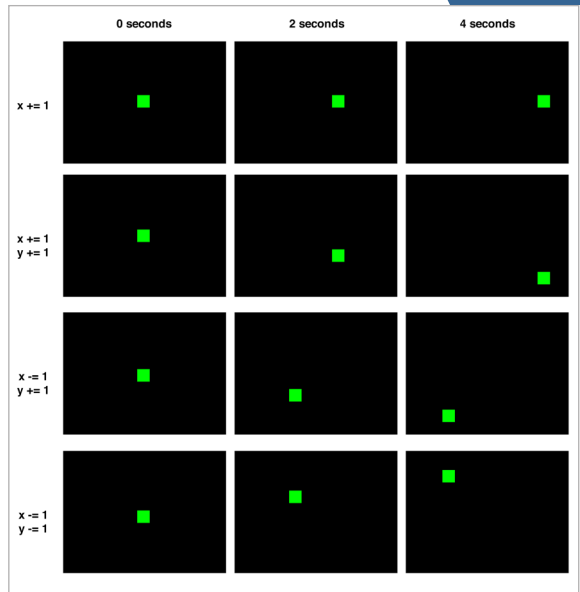 0 seconds 2 seconds 4 seconds
x += 1
x += 1
y += 1
x -= 1
y += 1
x -= 1
y -= 1